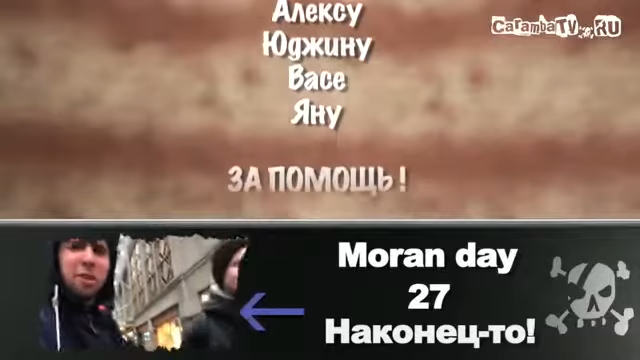 CarambaTV.RU
Алексу
Юджину
Васе
Яну
ЗА ПОМОЩЬ !
Moran day
27
Наконец-то!